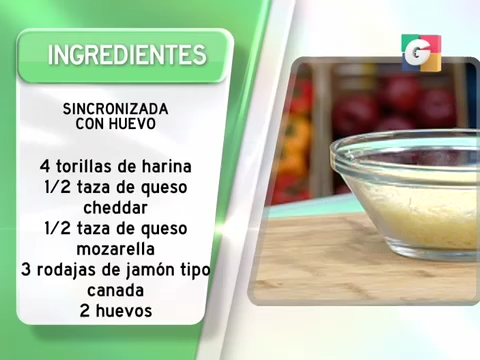 INGREDIENTES
G
SINCRONIZADA
CON HUEVO
4 torillas de harina
1/2 taza de queso
cheddar
1/2 taza de queso
mozarella
3 rodajas de jamón tipo
canada
2 huevos